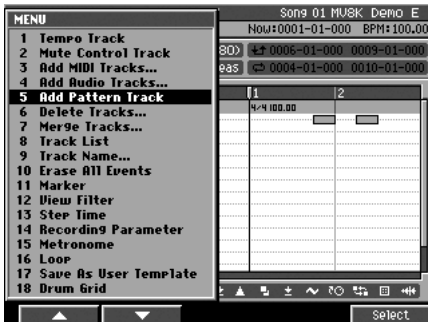 MENU
1 Tempo Track
2 Mute Control Track
3 Add MIDI Tracks...
4 Add Audio Tracks...
5 Add Pattern Track
6 Delete Tracks...
7 Merge Tracks...
8 Track List
9 Track Name...
10 Erase All Events
11 Marker
12 View Filter
13 Step Time
14 Recording Parameter
15 Metronome
16 Loop
17 Save As User Template
18 Drum Grid
Song 01 MV8K Demo E
Now:0001-01-000 BPM:100.00
80) 0006-01-000 0009-01-000
eas 0004-01-000 0010-01-000
1 2
4/4 100.00
Select